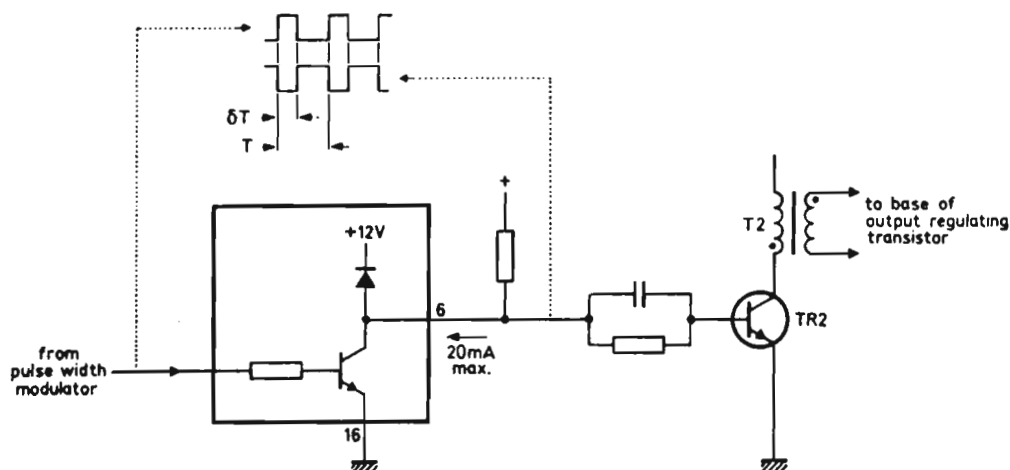 δT
T
+
+12V
6
20mA
max.
from
pulse width
modulator
16
T2
to base of
output regulating
transistor
TR2